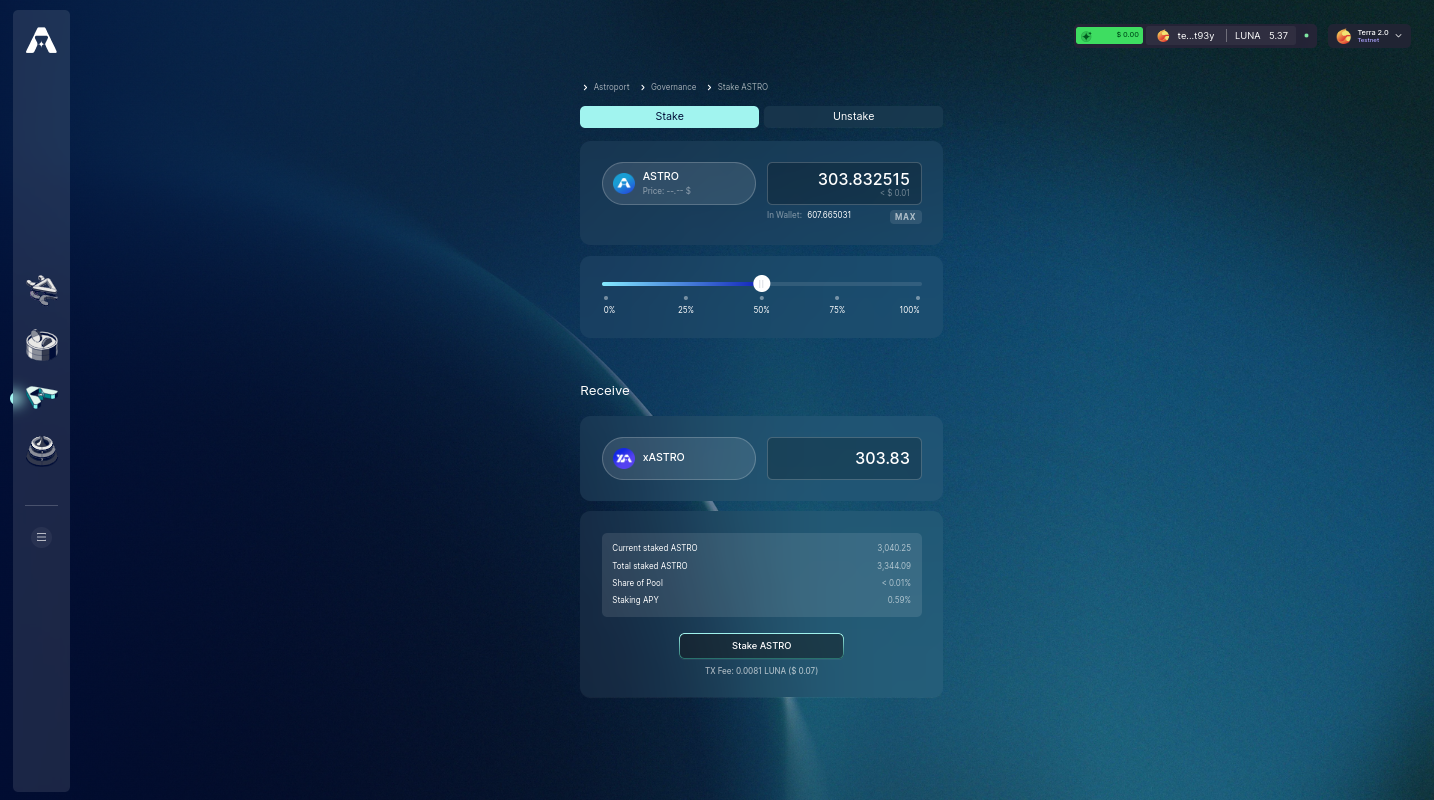 $ 0.00 te...t93y LUNA 5.37 Terra 2.0
Testnet
Astroport Governance Stake ASTRO
Stake Unstake
ASTRO 303.832515
Price: --.-- $ < $ 0.01
In Wallet: 607.665031 MAX
0% 25% 50% 75% 100%
Receive
xASTRO 303.83
Current staked ASTRO 3,040.25
Total staked ASTRO 3,344.09
Share of Pool < 0.01%
Staking APY 0.59%
Stake ASTRO
TX Fee: 0.0081 LUNA ($ 0.07)